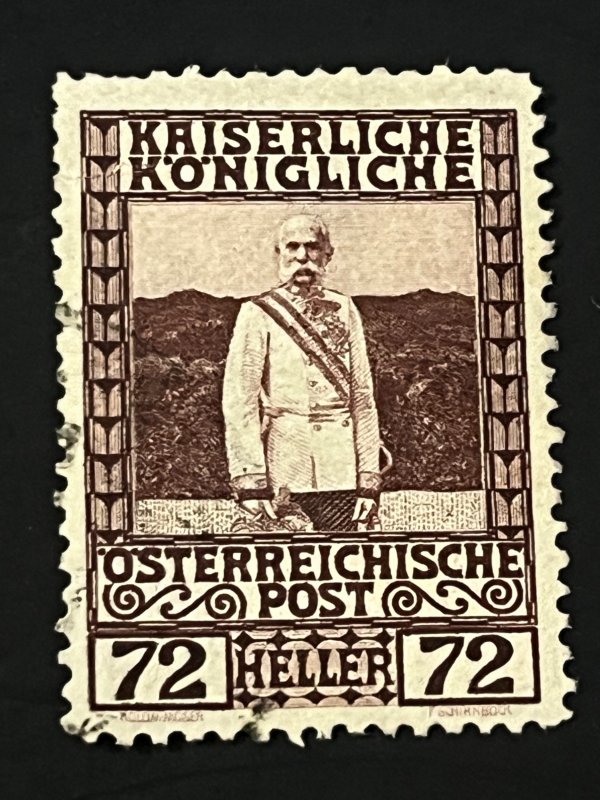 KAISERLICHE
KÖNIGLICHE
ÖSTERREICHISCHE
POST
72 HELLER 72